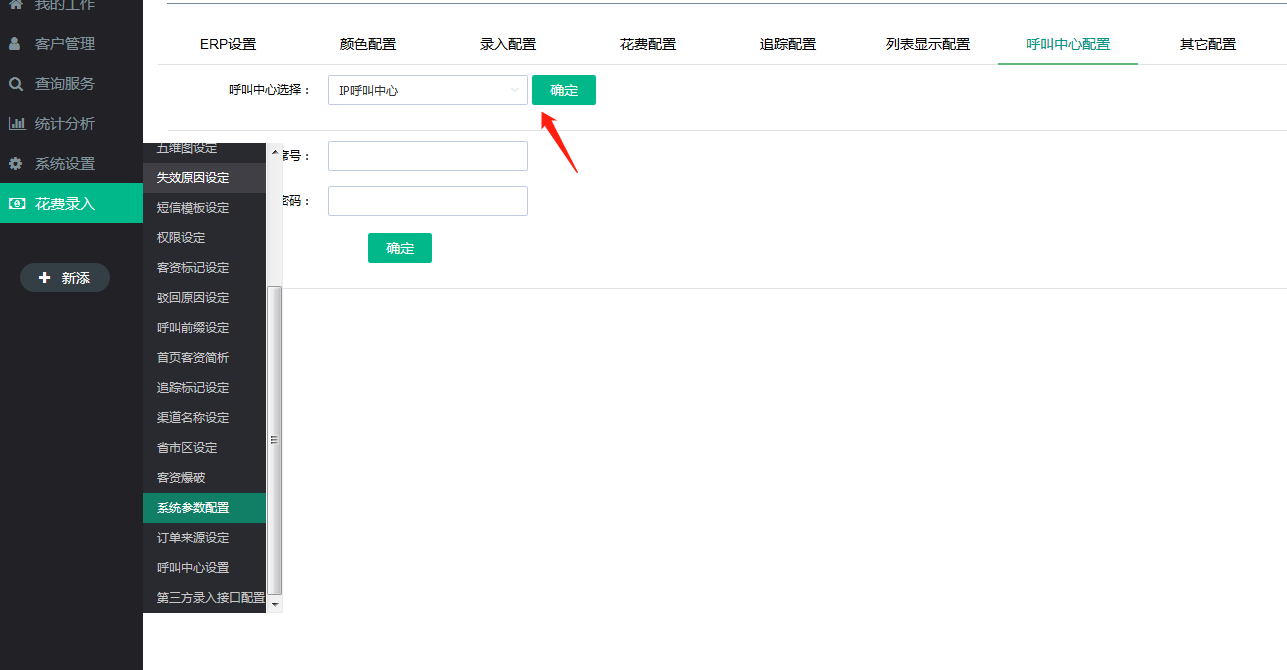 我的工作
客户管理
查询服务
统计分析
系统设置
花费录入
新添
ERP设置
颜色配置
录入配置
花费配置
追踪配置
列表显示配置
呼叫中心配置
其它配置
呼叫中心选择：
IP呼叫中心
确定
席号：
密码：
确定
五维图设定
失效原因设定
短信模板设定
权限设定
客资标记设定
驳回原因设定
呼叫前缀设定
首页客资简析
追踪标记设定
渠道名称设定
省市区设定
客资爆破
系统参数配置
订单来源设定
呼叫中心设置
第三方录入接口配置